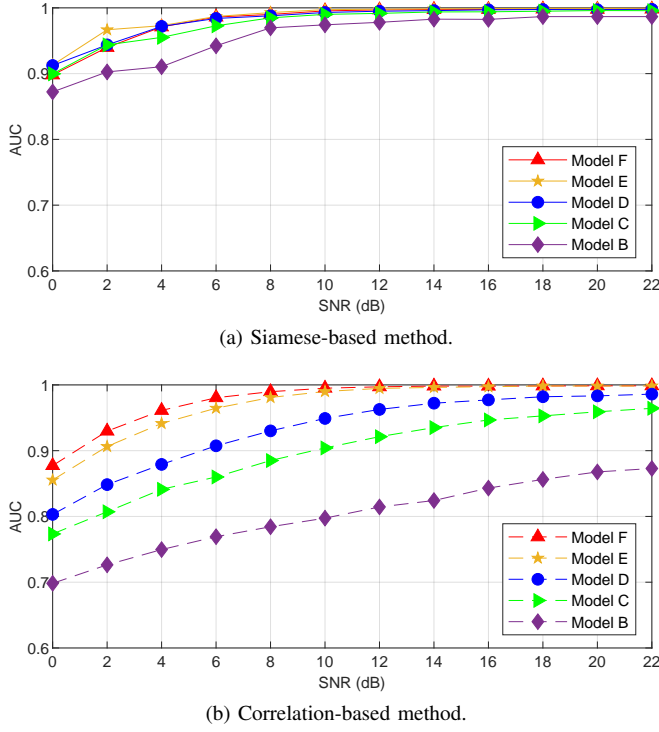 1
0.9
0.8
0.7
0.6
AUC
0 2 4 6 8 10 12 14 16 18 20 22
SNR (dB)
Model F
Model E
Model D
Model C
Model B
(a) Siamese-based method.
1
0.9
0.8
0.7
0.6
AUC
0 2 4 6 8 10 12 14 16 18 20 22
SNR (dB)
Model F
Model E
Model D
Model C
Model B
(b) Correlation-based method.